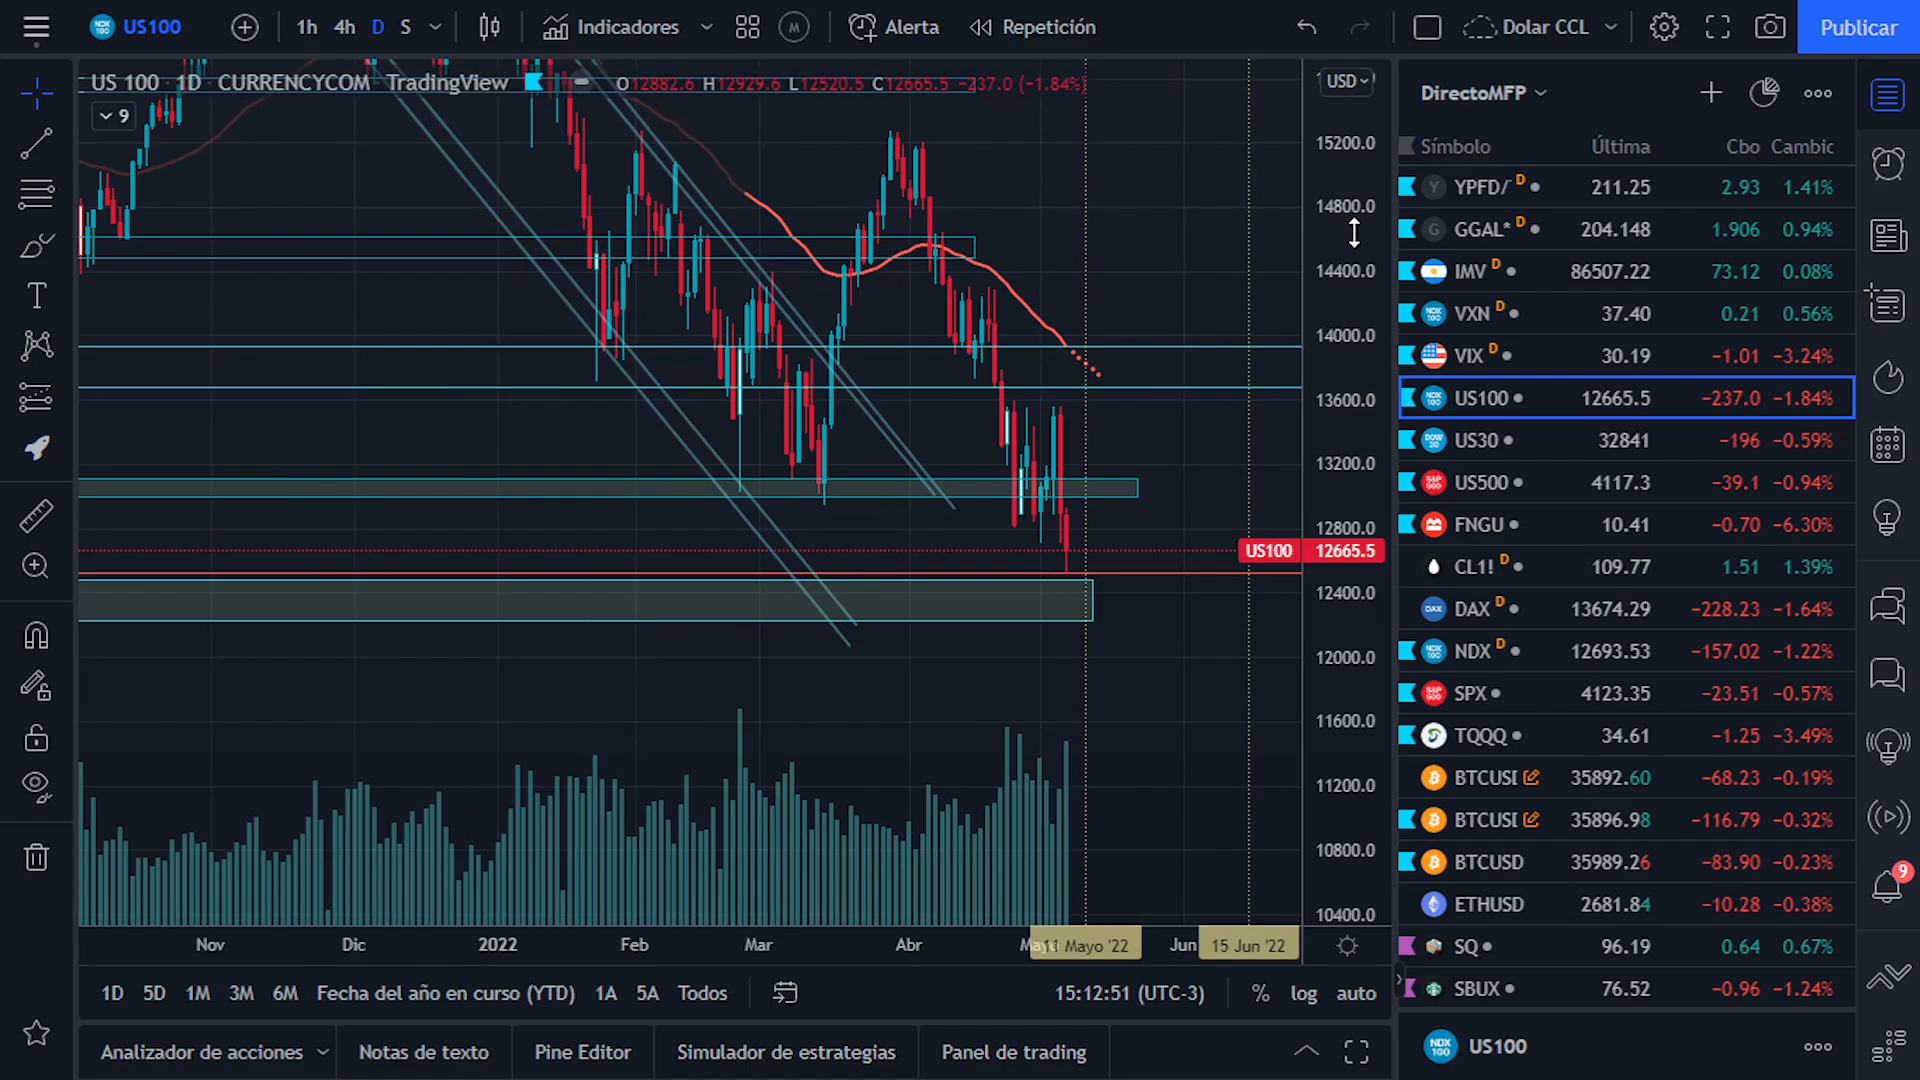 US100 1h 4h D S Indicadores M Alerta Repetición Dolar CCL Publicar
US 100 · 1D · CURRENCYCOM · TradingView O12882.6 H12929.6 L12520.5 C12665.5 −237.0 (−1.84%)
9
USD
15200.0
14800.0
14400.0
14000.0
13600.0
13200.0
12800.0
US100 12665.5
12400.0
12000.0
11600.0
11200.0
10800.0
10400.0
Nov Dic 2022 Feb Mar Abr 11 Mayo '22 Jun 15 Jun '22
1D 5D 1M 3M 6M Fecha del año en curso (YTD) 1A 5A Todos 15:12:51 (UTC-3) % log auto
Analizador de acciones Notas de texto Pine Editor Simulador de estrategias Panel de trading
DirectoMFP
Símbolo Última Cbo Cambic
YPFD/ D 211.25 2.93 1.41%
GGAL* D 204.148 1.906 0.94%
IMV D 86507.22 73.12 0.08%
VXN D 37.40 0.21 0.56%
VIX D 30.19 −1.01 −3.24%
US100 12665.5 −237.0 −1.84%
US30 32841 −196 −0.59%
US500 4117.3 −39.1 −0.94%
FNGU 10.41 −0.70 −6.30%
CL1! D 109.77 1.51 1.39%
DAX D 13674.29 −228.23 −1.64%
NDX D 12693.53 −157.02 −1.22%
SPX 4123.35 −23.51 −0.57%
TQQQ 34.61 −1.25 −3.49%
BTCUSI 35892.60 −68.23 −0.19%
BTCUSI 35896.98 −116.79 −0.32%
BTCUSD 35989.26 −83.90 −0.23%
ETHUSD 2681.84 −10.28 −0.38%
SQ 96.19 0.64 0.67%
SBUX 76.52 −0.96 −1.24%
US100
9